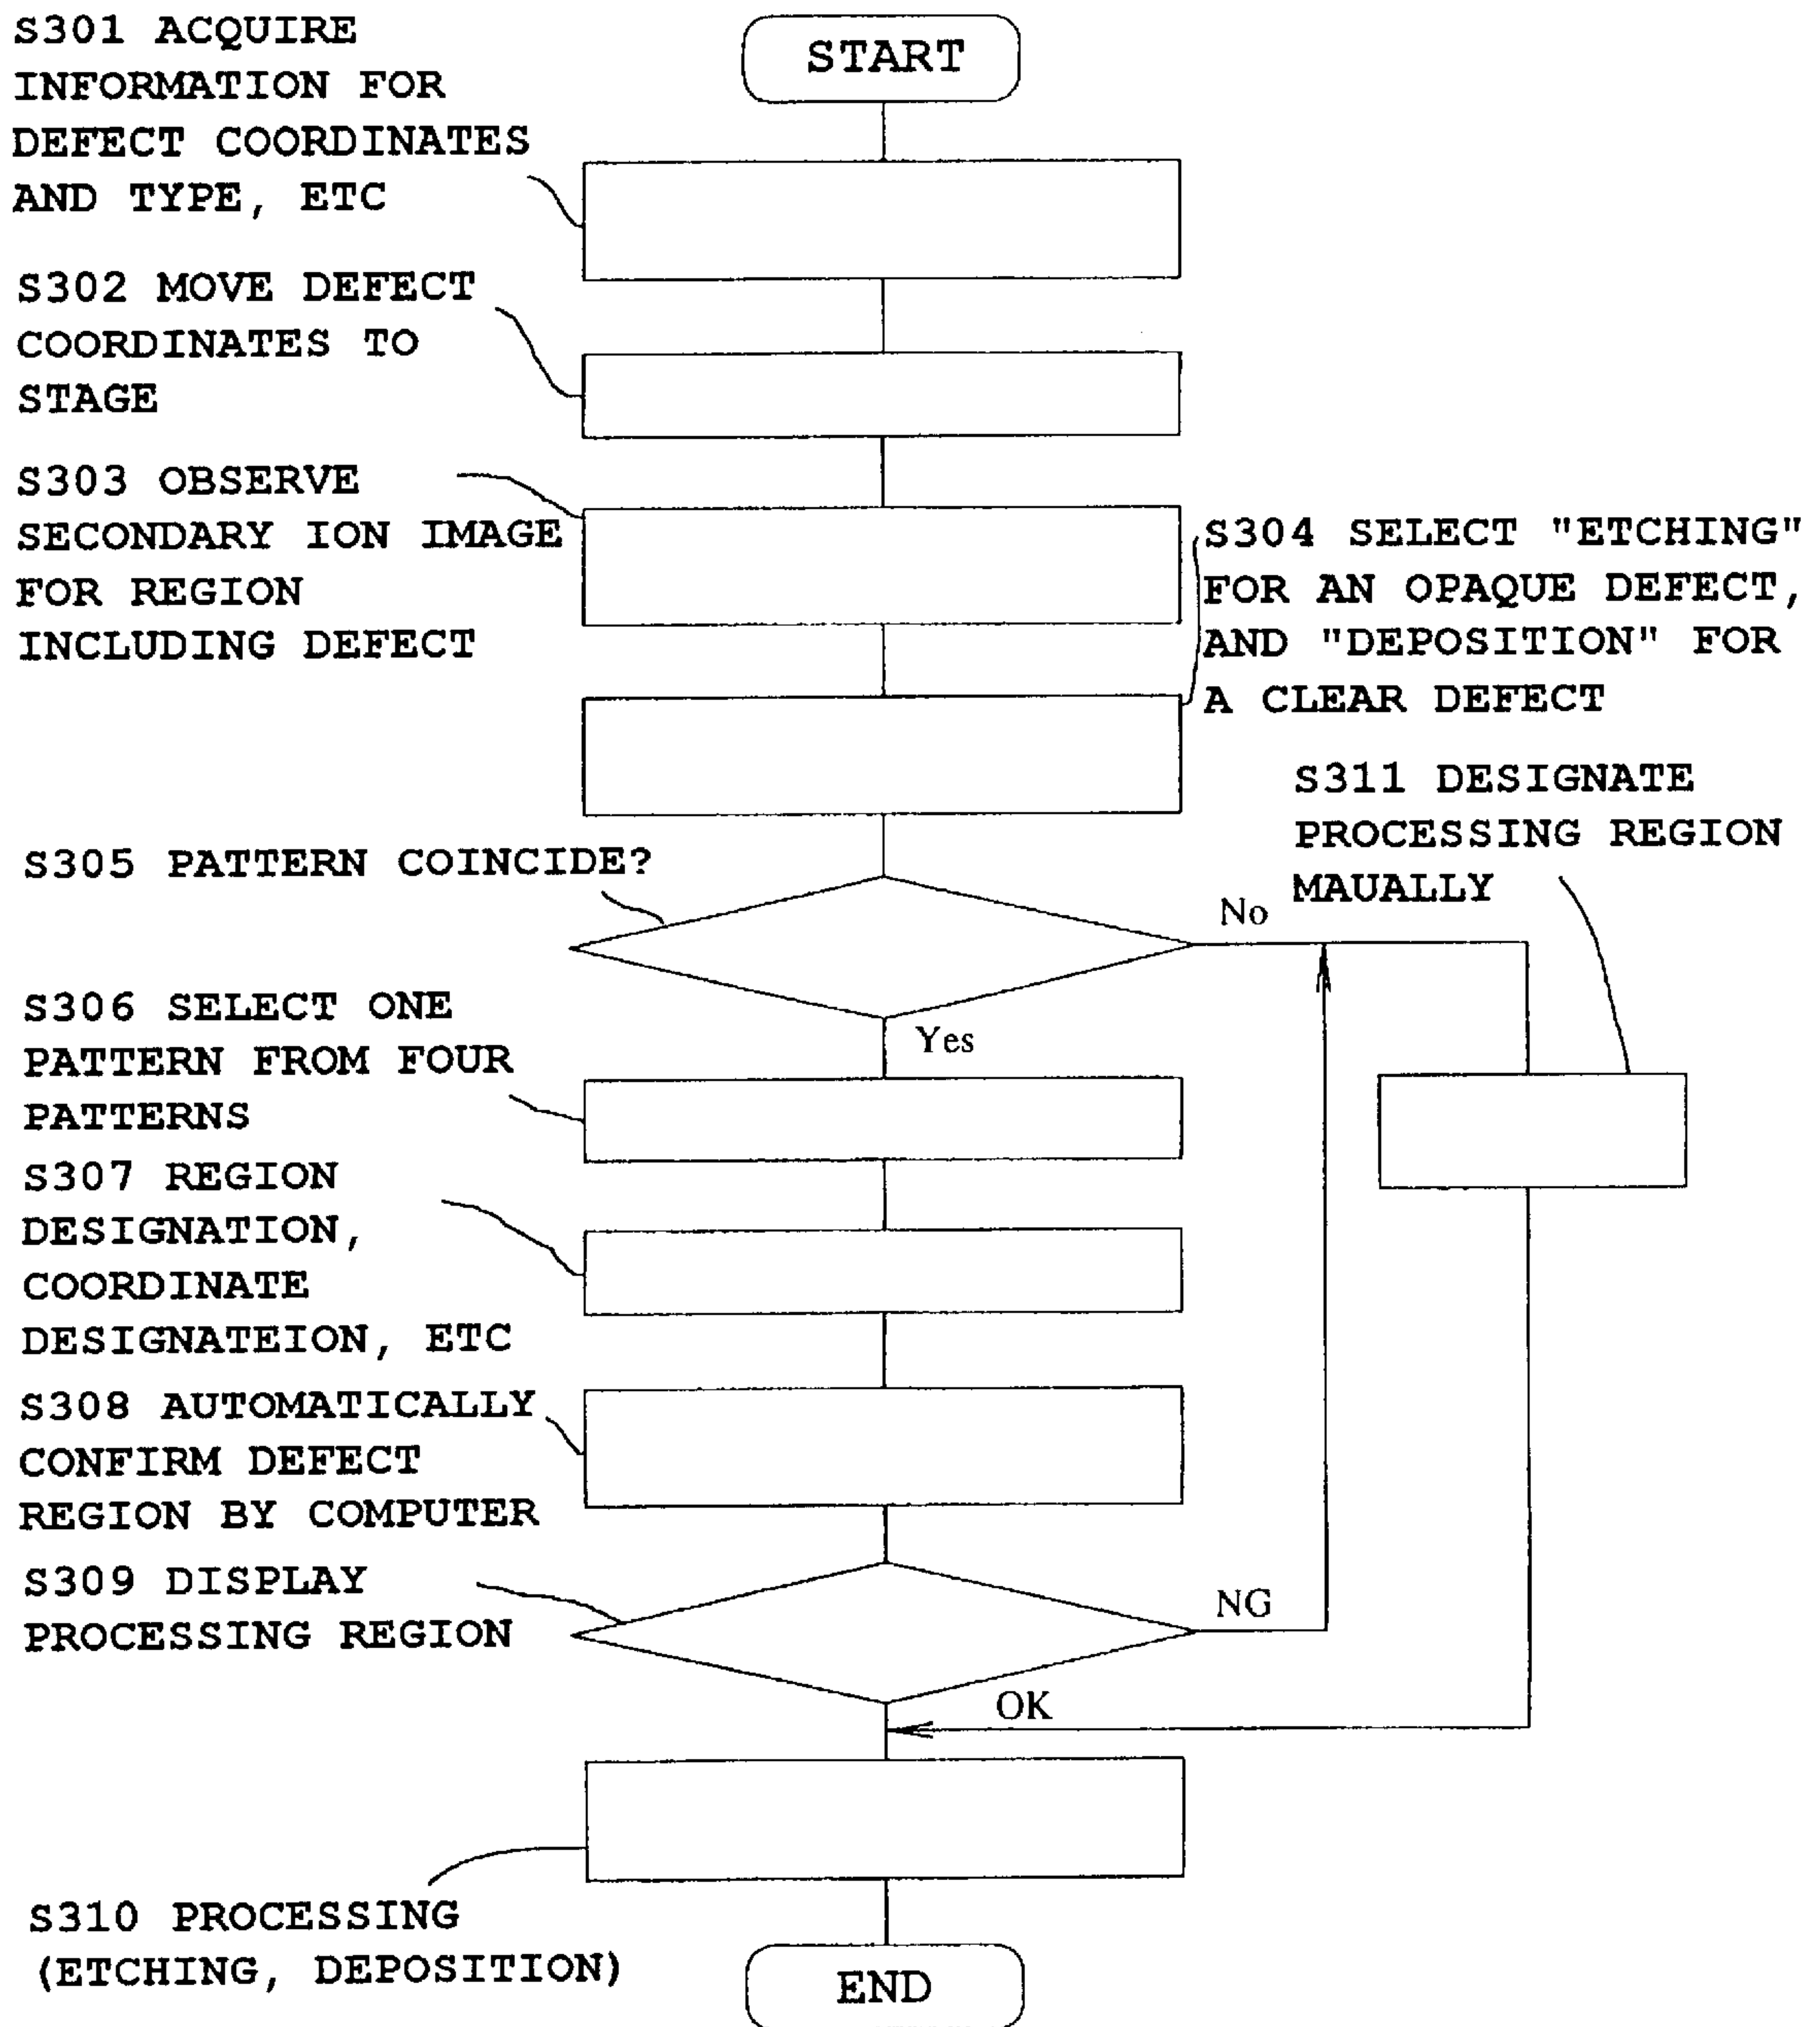 START
S301 ACQUIRE
INFORMATION FOR
DEFECT COORDINATES
AND TYPE, ETC
S302 MOVE DEFECT
COORDINATES TO
STAGE
S303 OBSERVE
SECONDARY ION IMAGE
FOR REGION
INCLUDING DEFECT
S304 SELECT "ETCHING"
FOR AN OPAQUE DEFECT,
AND "DEPOSITION" FOR
A CLEAR DEFECT
S305 PATTERN COINCIDE?
No
Yes
S311 DESIGNATE
PROCESSING REGION
MAUALLY
S306 SELECT ONE
PATTERN FROM FOUR
PATTERNS
S307 REGION
DESIGNATION,
COORDINATE
DESIGNATEION, ETC
S308 AUTOMATICALLY
CONFIRM DEFECT
REGION BY COMPUTER
S309 DISPLAY
PROCESSING REGION
NG
OK
S310 PROCESSING
(ETCHING, DEPOSITION)
END